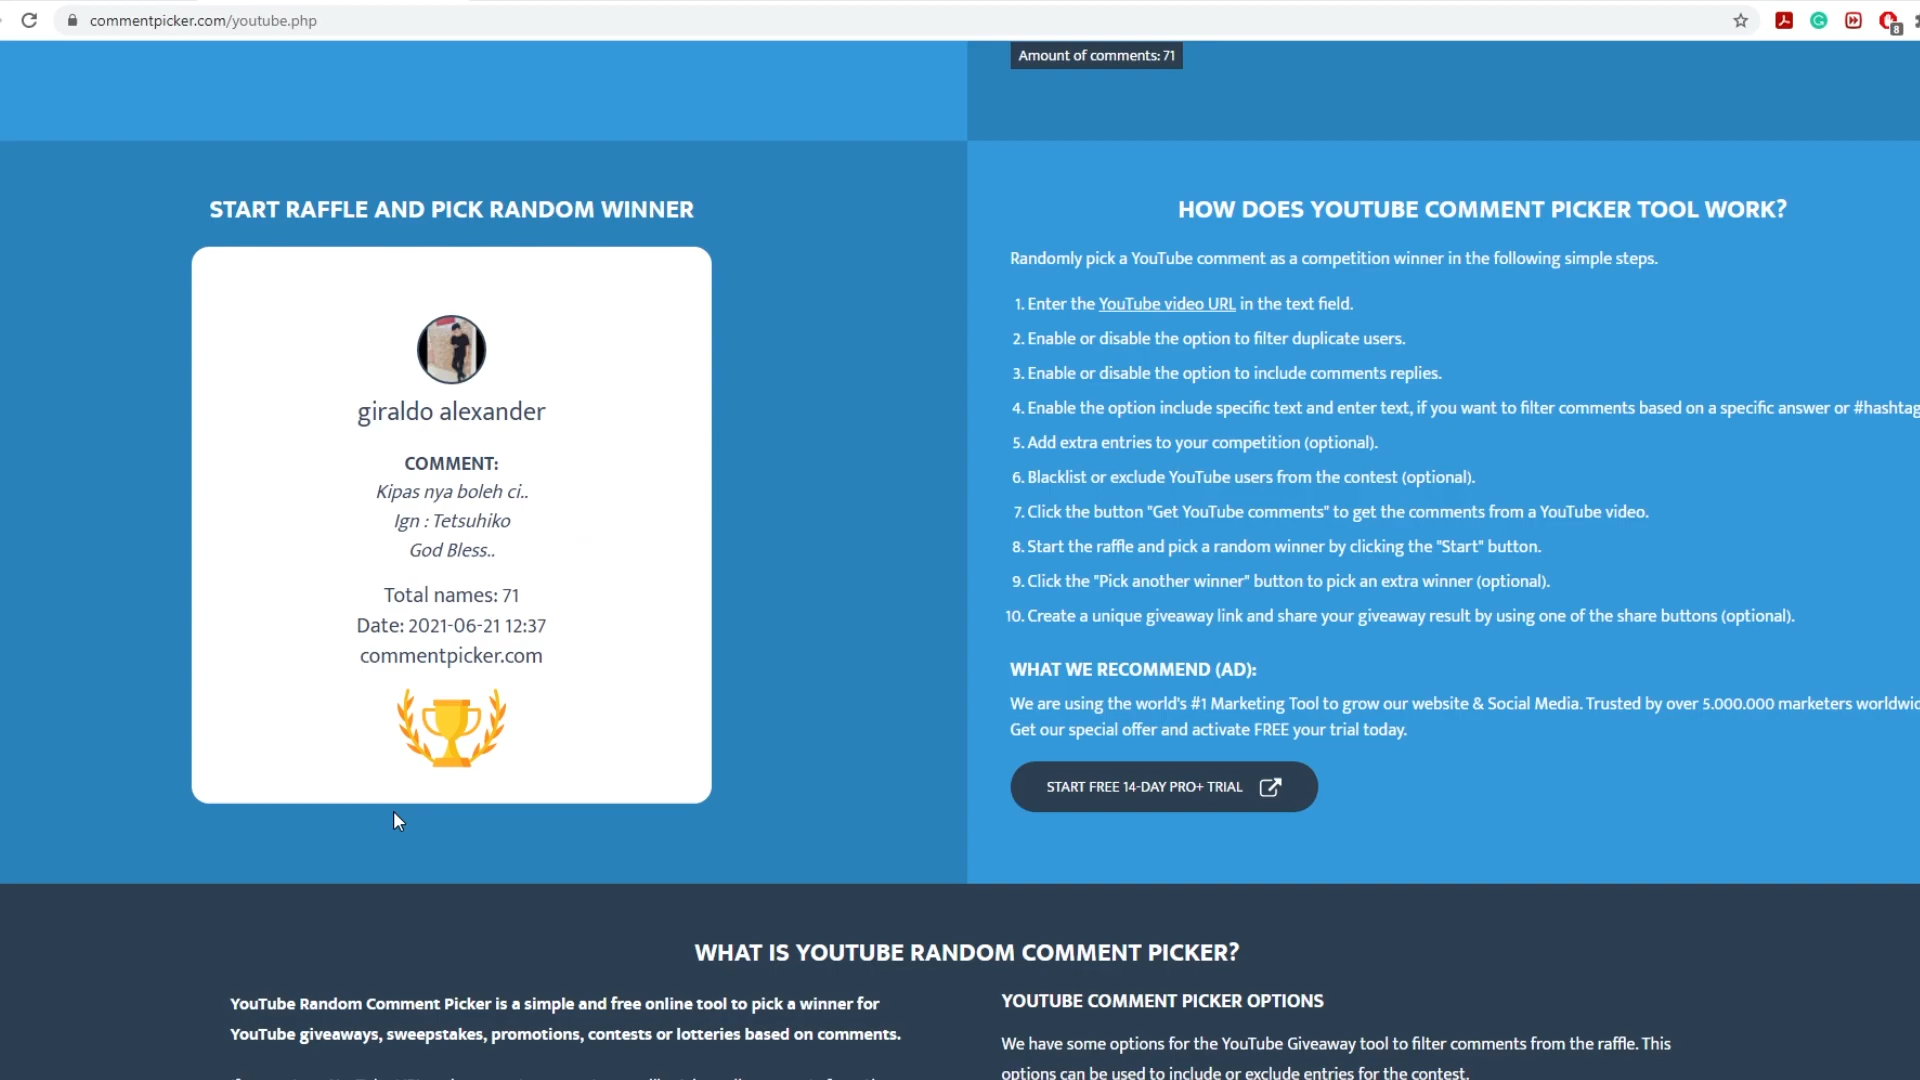 commentpicker.com/youtube.php
8
Amount of comments: 71
START RAFFLE AND PICK RANDOM WINNER
giraldo alexander
COMMENT:
Kipas nya boleh ci..
Ign : Tetsuhiko
God Bless..
Total names: 71
Date: 2021-06-21 12:37
commentpicker.com
HOW DOES YOUTUBE COMMENT PICKER TOOL WORK?
Randomly pick a YouTube comment as a competition winner in the following simple steps.
1. Enter the YouTube video URL in the text field.
2. Enable or disable the option to filter duplicate users.
3. Enable or disable the option to include comments replies.
4. Enable the option include specific text and enter text, if you want to filter comments based on a specific answer or #hashtag
5. Add extra entries to your competition (optional).
6. Blacklist or exclude YouTube users from the contest (optional).
7. Click the button "Get YouTube comments" to get the comments from a YouTube video.
8. Start the raffle and pick a random winner by clicking the "Start" button.
9. Click the "Pick another winner" button to pick an extra winner (optional).
10. Create a unique giveaway link and share your giveaway result by using one of the share buttons (optional).
WHAT WE RECOMMEND (AD):
We are using the world's #1 Marketing Tool to grow our website & Social Media. Trusted by over 5.000.000 marketers
Get our special offer and activate FREE your trial today.
START FREE 14-DAY PRO+ TRIAL
WHAT IS YOUTUBE RANDOM COMMENT PICKER?
YouTube Random Comment Picker is a simple and free online tool to pick a winner for
YouTube giveaways, sweepstakes, promotions, contests or lotteries based on comments.
YOUTUBE COMMENT PICKER OPTIONS
We have some options for the YouTube Giveaway tool to filter comments from the raffle. This
options can be used to include or exclude entries for the contest.